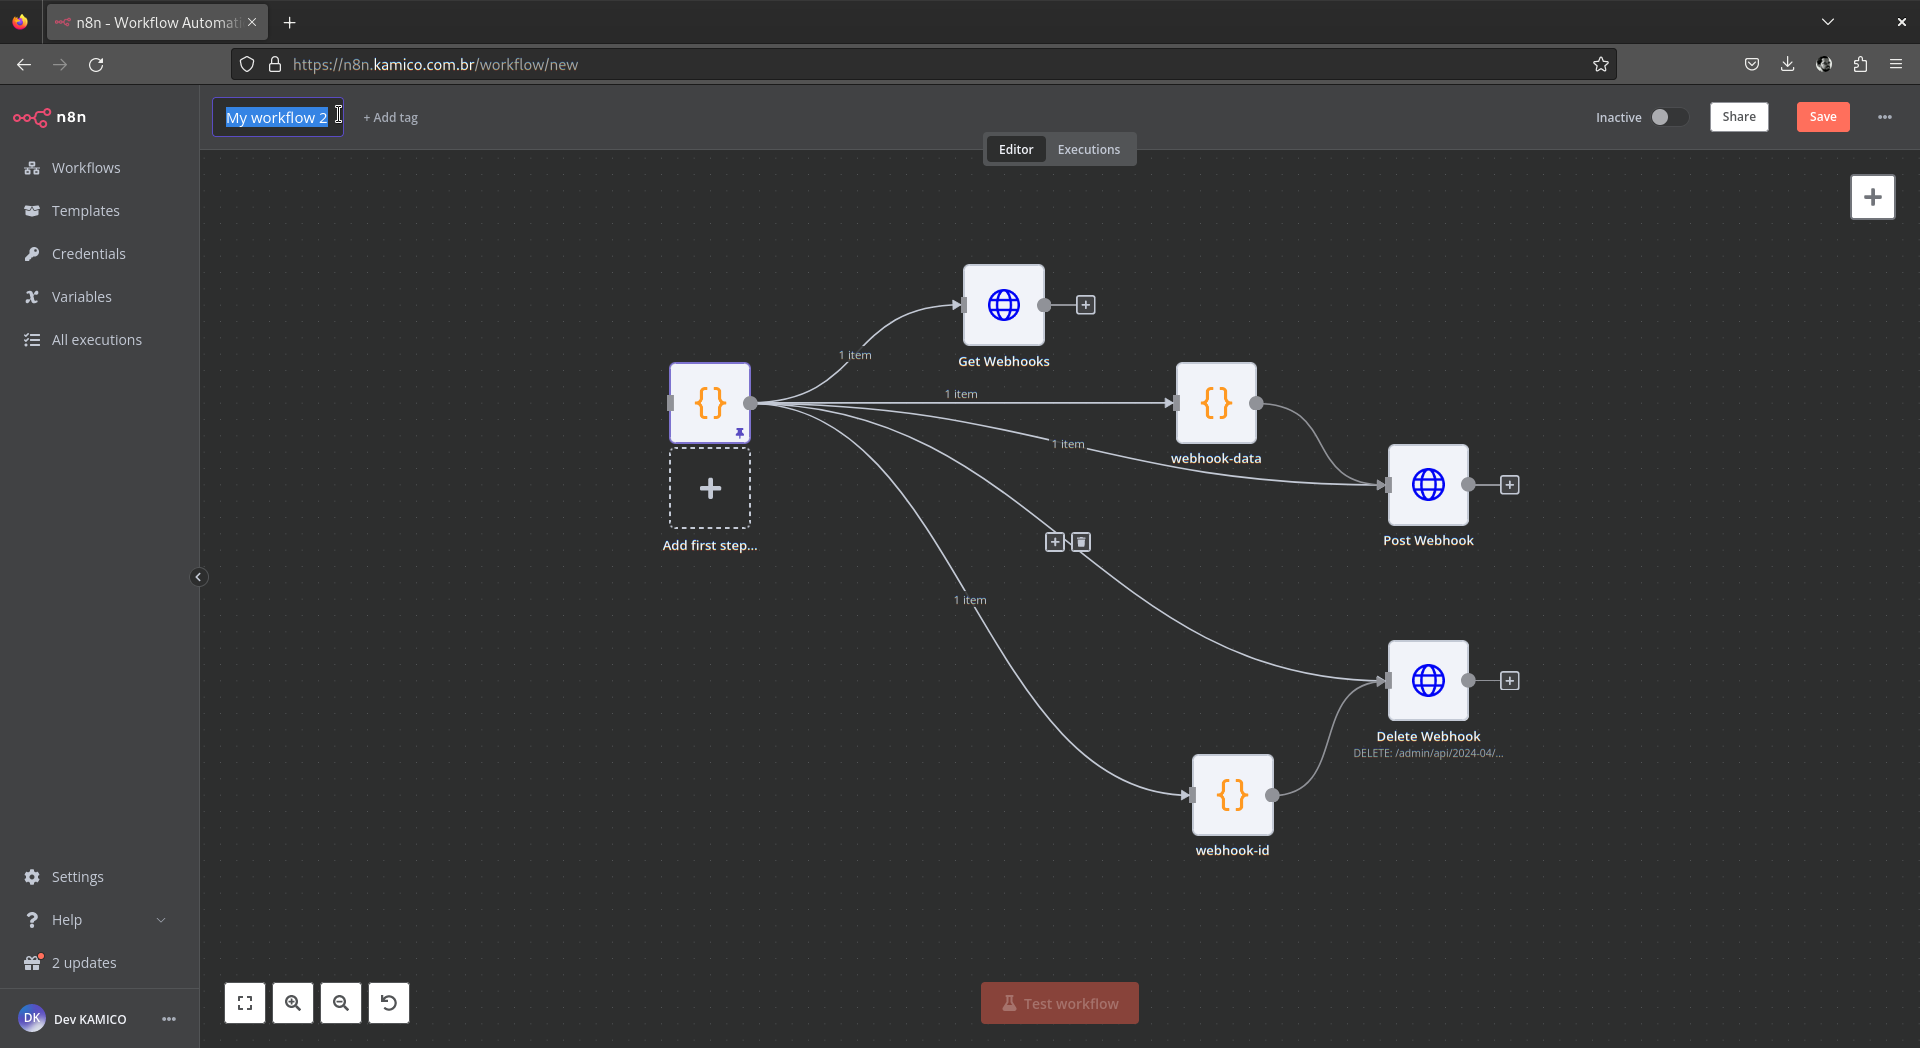 n8n - Workflow Automati
https://n8n.kamico.com.br/workflow/new
n8n
My workflow 2
+ Add tag
Inactive
Share
Save
Editor
Executions
Workflows
Templates
Credentials
Variables
All executions
Get Webhooks
1 item
1 item
1 item
webhook-data
Post Webhook
Add first step...
1 item
Delete Webhook
DELETE: /admin/api/2024-04/...
webhook-id
Settings
Help
2 updates
DK
Dev KAMICO
Test workflow